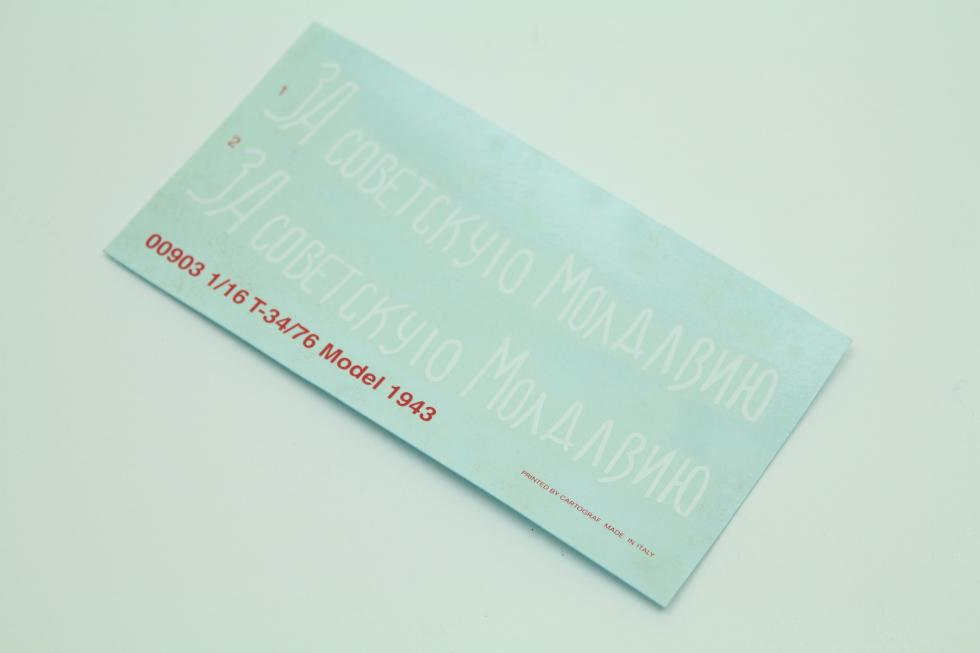 1 ЗА советскую Молдавию
2 ЗА советскую Молдавию
00903 1/16 T-34/76 Model 1943
PRINTED BY CARTOGRAF MADE IN ITALY